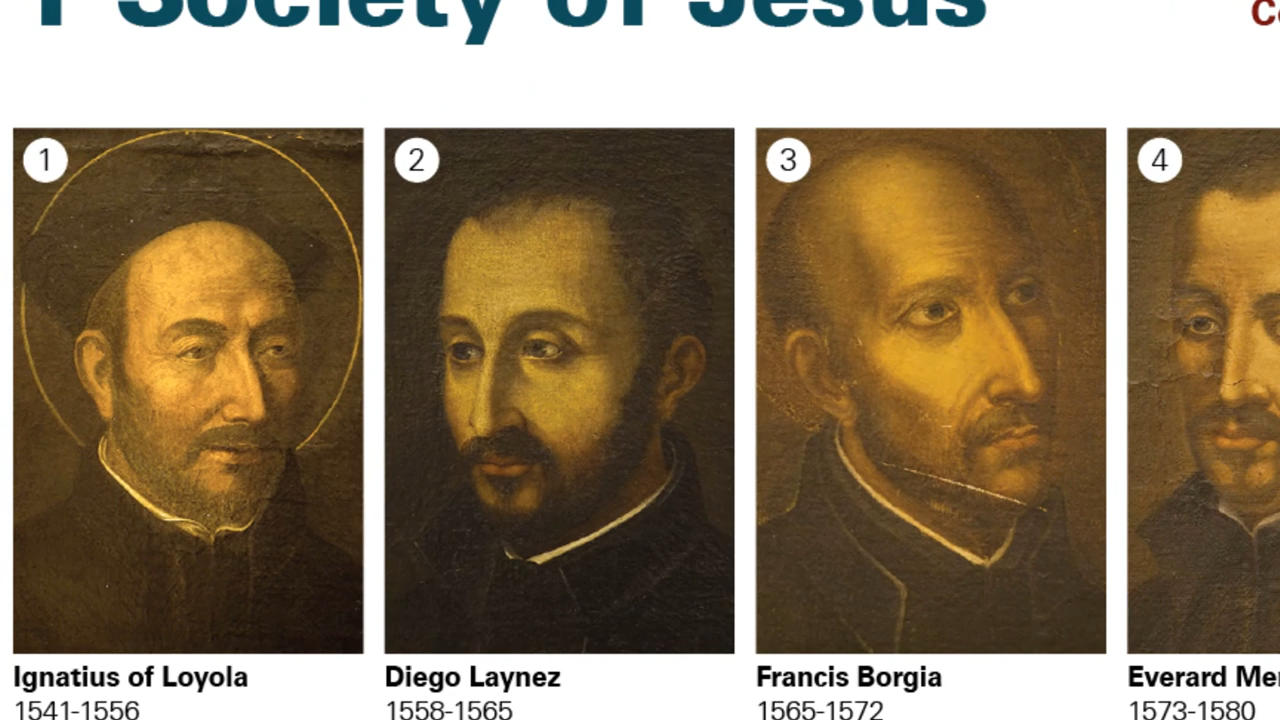 Society of Jesus
1
2
3
4
Ignatius of Loyola
Diego Laynez
Francis Borgia
Everard
1541-1556
1558-1565
1565-1572
1573-1580